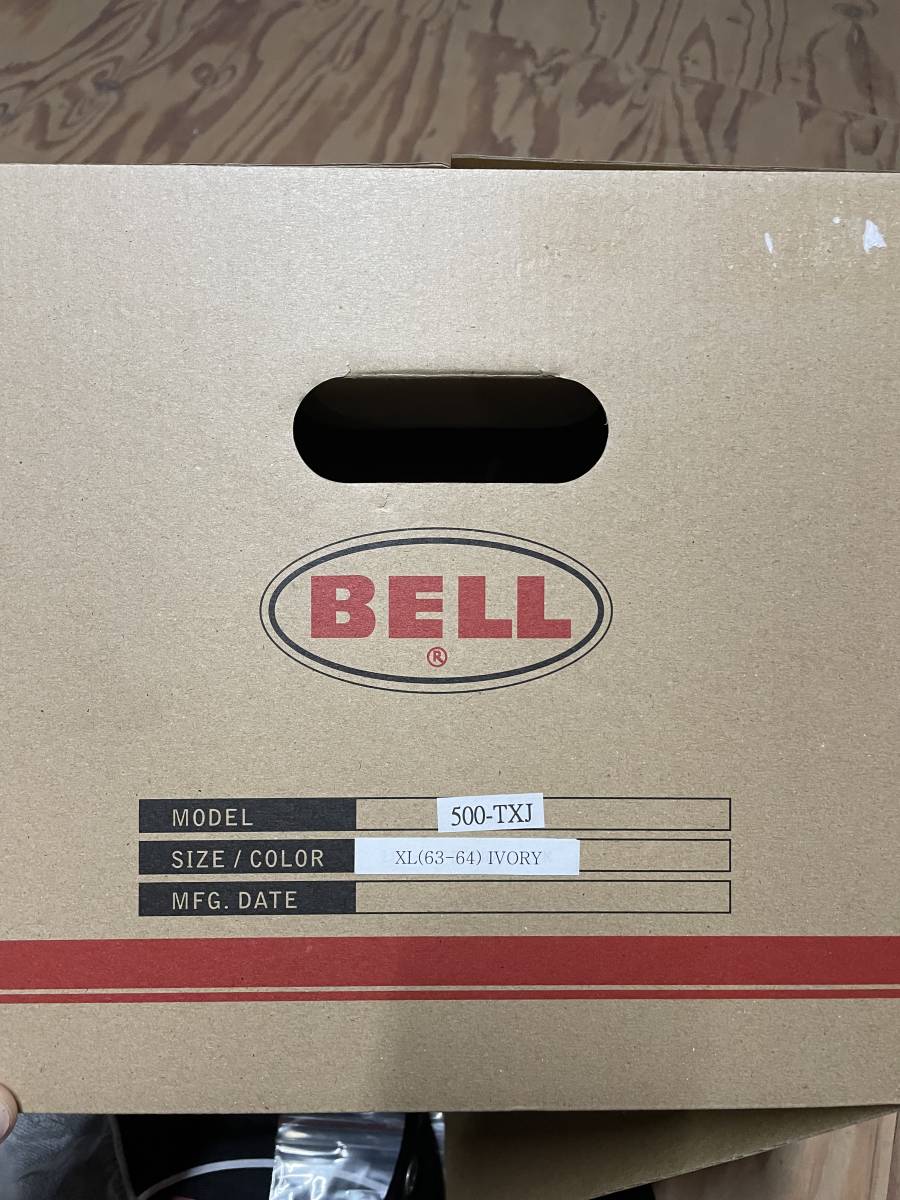 BELL
®
MODEL 500-TXJ
SIZE / COLOR XL(63-64) IVORY
MFG. DATE